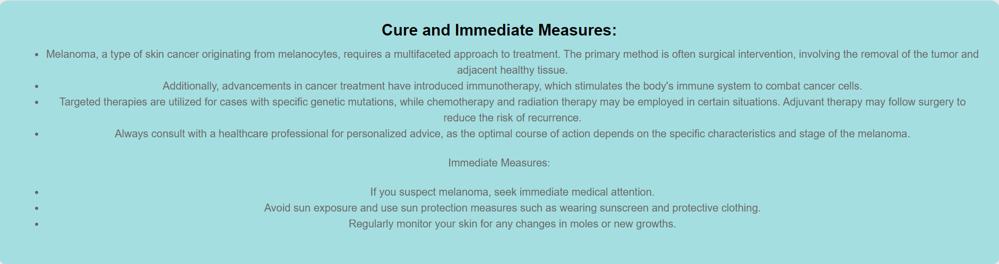 Cure and Immediate Measures:
• Melanoma, a type of skin cancer originating from melanocytes, requires a multifaceted approach to treatment. The primary method is often surgical intervention, involving the removal of the tumor and
adjacent healthy tissue.
• Additionally, advancements in cancer treatment have introduced immunotherapy, which stimulates the body's immune system to combat cancer cells.
• Targeted therapies are utilized for cases with specific genetic mutations, while chemotherapy and radiation therapy may be employed in certain situations. Adjuvant therapy may follow surgery to
reduce the risk of recurrence.
• Always consult with a healthcare professional for personalized advice, as the optimal course of action depends on the specific characteristics and stage of the melanoma.
Immediate Measures:
• If you suspect melanoma, seek immediate medical attention.
• Avoid sun exposure and use sun protection measures such as wearing sunscreen and protective clothing.
• Regularly monitor your skin for any changes in moles or new growths.